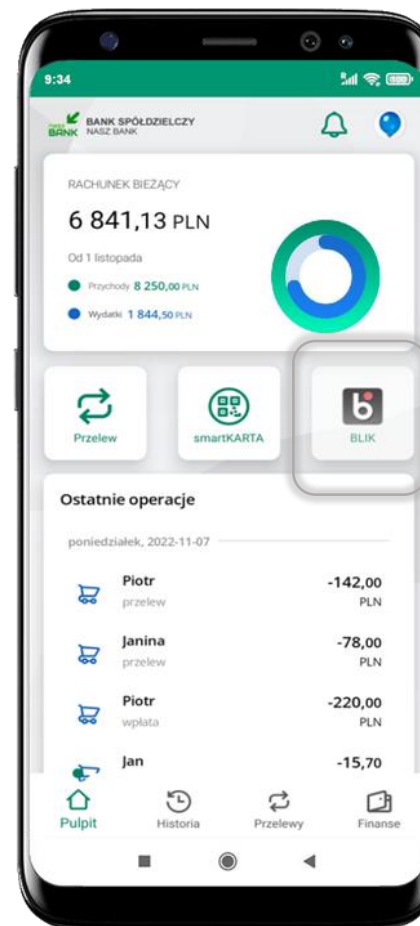 9:34
nasz BANK
BANK SPÓŁDZIELCZY
NASZ BANK
RACHUNEK BIEŻĄCY
6 841,13 PLN
Od 1 listopada
Przychody 8 250,00 PLN
Wydatki 1 844,50 PLN
Przelew
smartKARTA
BLIK
Ostatnie operacje
poniedziałek, 2022-11-07
Piotr -142,00
przelew PLN
Janina -78,00
przelew PLN
Piotr -220,00
wpłata PLN
Jan -15,70
Pulpit Historia Przelewy Finanse